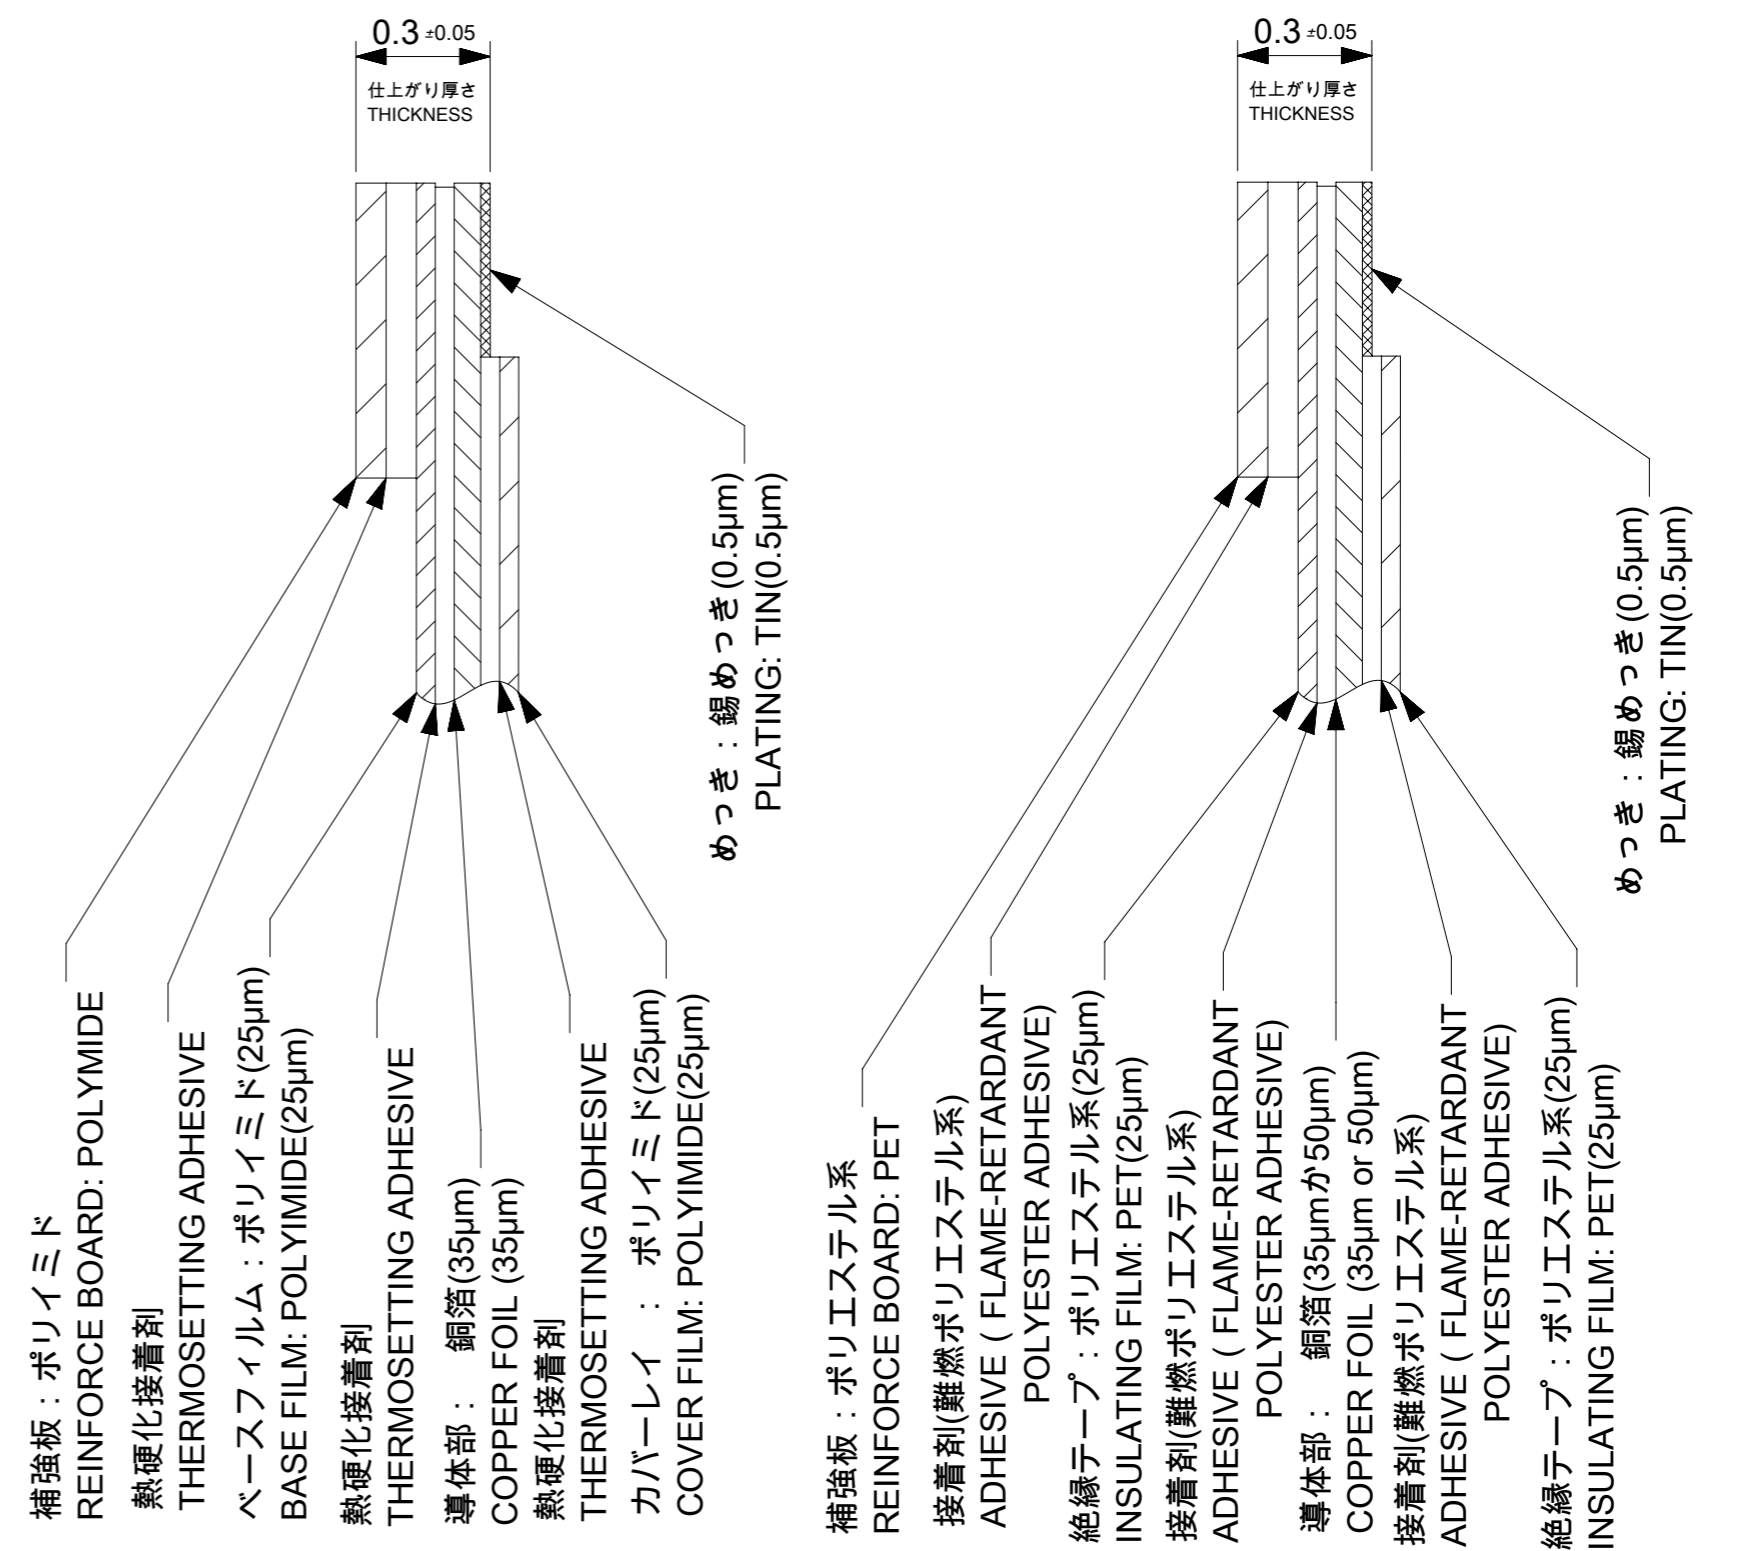 0.3 ±0.05
仕上がり厚さ
THICKNESS
めっき：錫めっき(0.5µm)
PLATING: TIN(0.5µm)
補強板：ポリイミド
REINFORCE BOARD: POLYMIDE
熱硬化接着剤
THERMOSETTING ADHESIVE
ベースフィルム：ポリイミド(25µm)
BASE FILM: POLYIMIDE(25µm)
熱硬化接着剤
THERMOSETTING ADHESIVE
導体部： 銅箔(35µm)
COPPER FOIL (35µm)
熱硬化接着剤
THERMOSETTING ADHESIVE
カバーレイ ： ポリイミド(25µm)
COVER FILM: POLYIMIDE(25µm)
0.3 ±0.05
仕上がり厚さ
THICKNESS
めっき：錫めっき(0.5µm)
PLATING: TIN(0.5µm)
補強板：ポリエステル系
REINFORCE BOARD: PET
接着剤(難燃ポリエステル系)
ADHESIVE ( FLAME-RETARDANT
POLYESTER ADHESIVE)
絶縁テープ：ポリエステル系(25µm)
INSULATING FILM: PET(25µm)
接着剤(難燃ポリエステル系)
ADHESIVE ( FLAME-RETARDANT
POLYESTER ADHESIVE)
導体部： 銅箔(35µmか50µm)
COPPER FOIL (35µm or 50µm)
接着剤(難燃ポリエステル系)
ADHESIVE ( FLAME-RETARDANT
POLYESTER ADHESIVE)
絶縁テープ：ポリエステル系(25µm)
INSULATING FILM: PET(25µm)